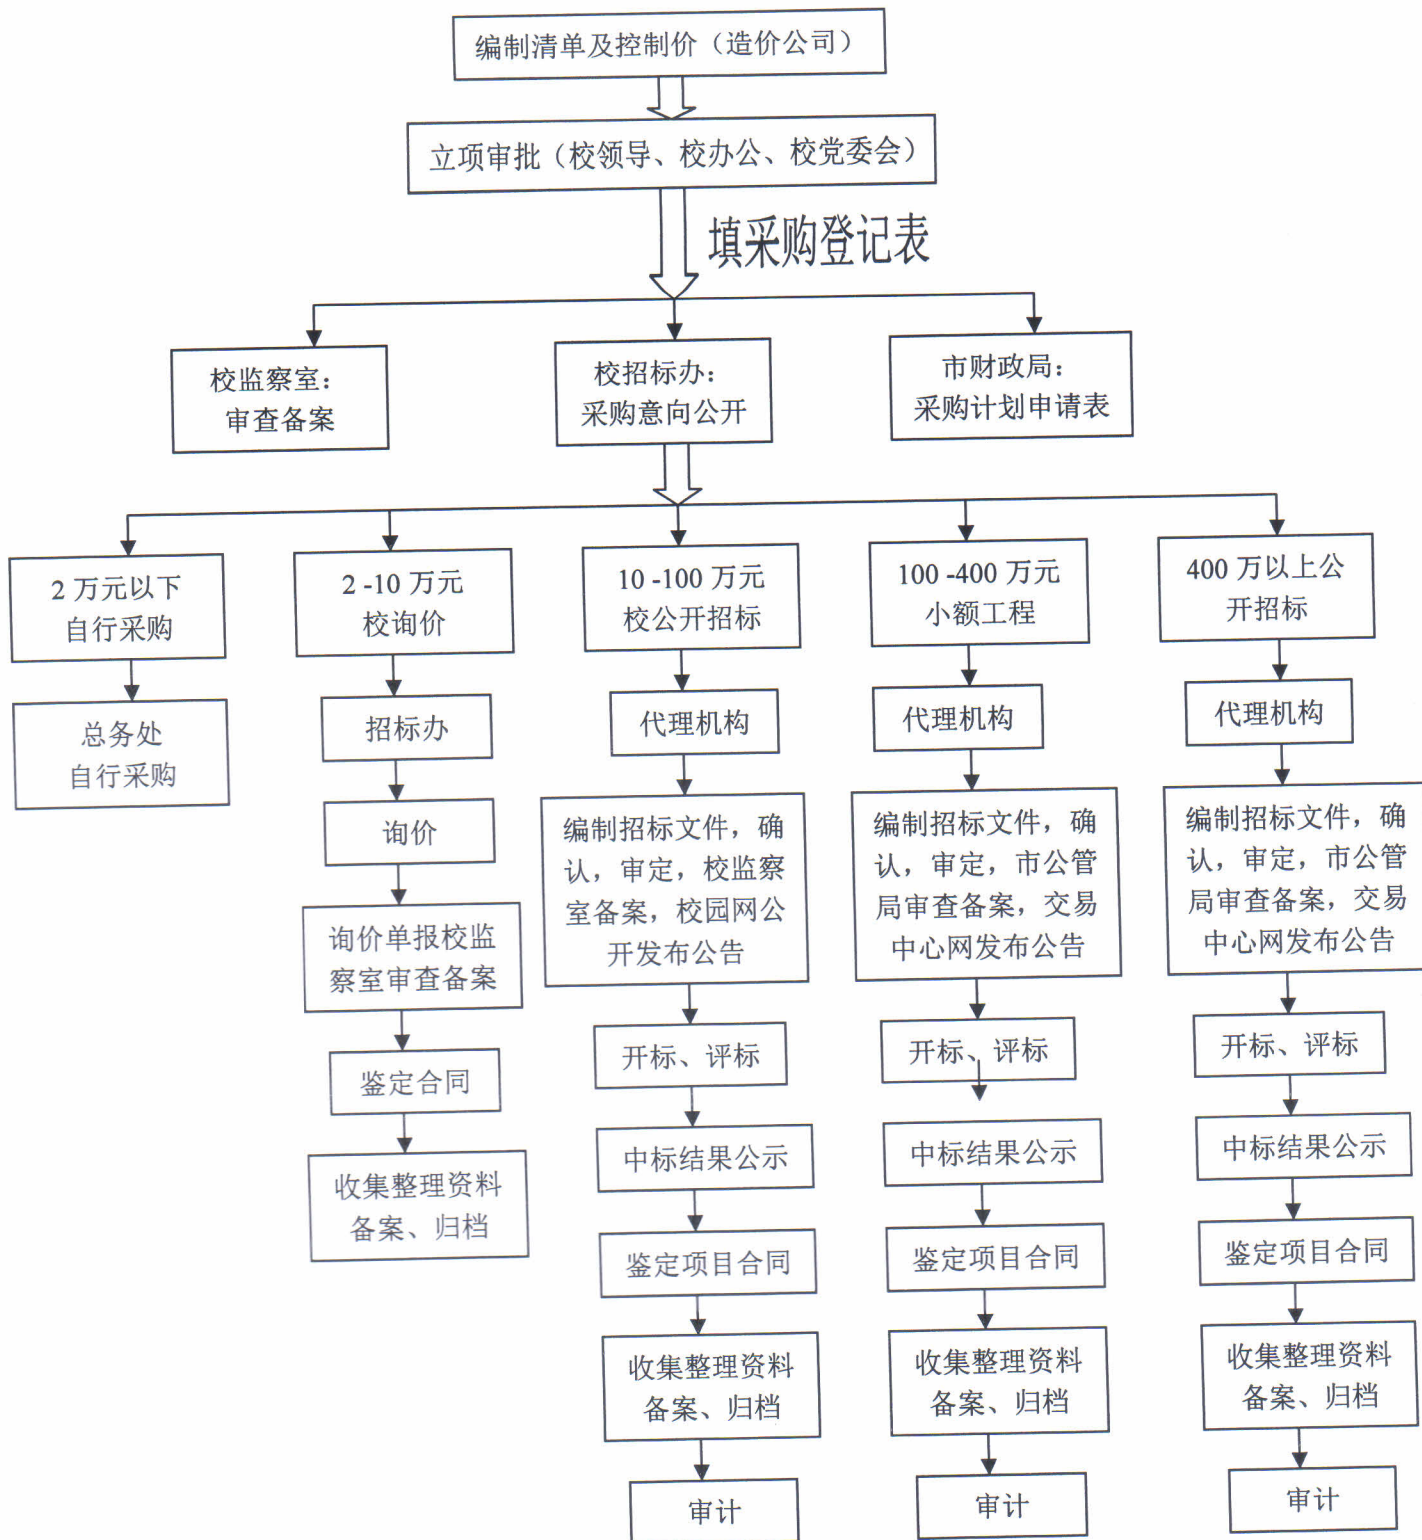 编制清单及控制价（造价公司）
立项审批（校领导、校办公、校党委会）
填采购登记表
校监察室：
审查备案
校招标办：
采购意向公开
市财政局：
采购计划申请表
2 万元以下
自行采购
2 -10 万元
校询价
10 -100 万元
校公开招标
100 -400 万元
小额工程
400 万以上公
开招标
总务处
自行采购
招标办
询价
询价单报校监
察室审查备案
鉴定合同
收集整理资料
备案、归档
代理机构
编制招标文件，确
认，审定，校监察
室备案，校园网公
开发布公告
开标、评标
中标结果公示
鉴定项目合同
收集整理资料
备案、归档
审计
代理机构
编制招标文件，确
认，审定，市公管
局审查备案，交易
中心网发布公告
开标、评标
中标结果公示
鉴定项目合同
收集整理资料
备案、归档
审计
代理机构
编制招标文件，确
认，审定，市公管
局审查备案，交易
中心网发布公告
开标、评标
中标结果公示
鉴定项目合同
收集整理资料
备案、归档
审计